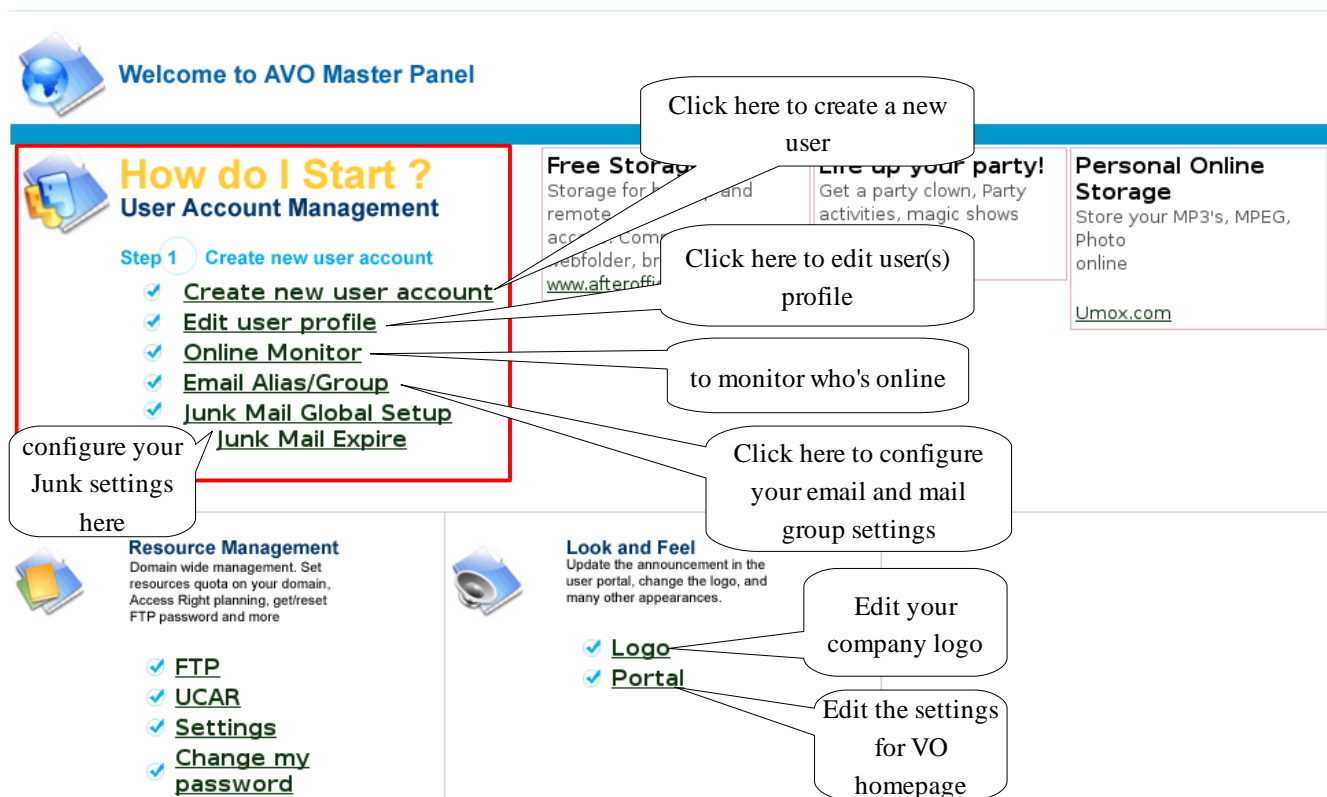 Welcome to AVO Master Panel
Click here to create a new
user
How do I Start ?
User Account Management
Step 1 Create new user account
Create new user account
Edit user profile
Online Monitor
Email Alias/Group
Junk Mail Global Setup
Junk Mail Expire
configure your
Junk settings
here
Free
Storage for and
remote
webfolder,
up your party!
Get a party clown, Party
activities, magic shows
Personal Online
Storage
Store your MP3's, MPEG,
Photo
online
Umox.com
Click here to edit user(s)
profile
to monitor who's online
Click here to configure
your email and mail
group settings
Resource Management
Domain wide management. Set
resources quota on your domain,
Access Right planning, get/reset
FTP password and more
FTP
UCAR
Settings
Change my
password
Look and Feel
Update the announcement in the
user portal, change the logo, and
many other appearances.
Logo
Portal
Edit your
company logo
Edit the settings
for VO
homepage